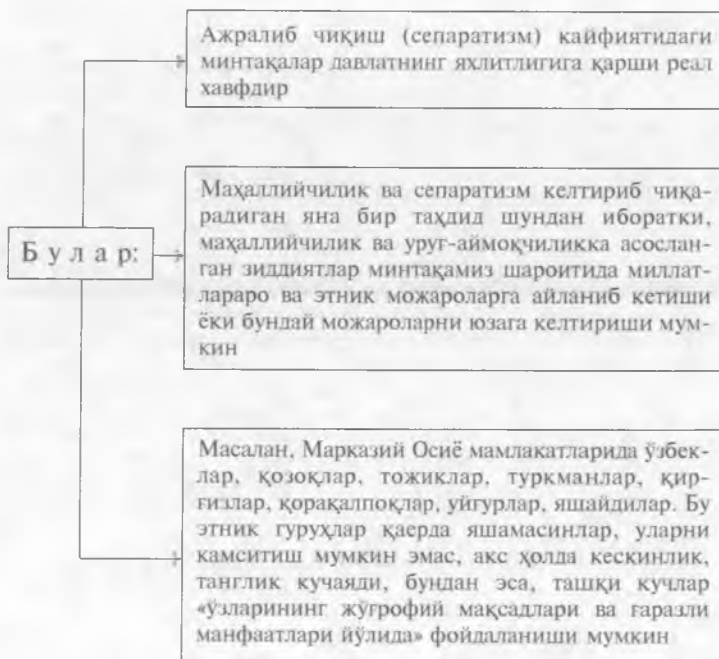 Ажралиб чиқиш (сепаратизм) кайфиятидаги
минтақалар давлатнинг яхлитлигига қарши реал
хавфдир
Булар:
Маҳаллийчилик ва сепаратизм келтириб чиқа-
радиган яна бир таҳдид шундан иборатки,
маҳаллийчилик ва уруғ-аймоқчиликка асослан-
ган зиддиятлар минтақамиз шароитида миллат-
лараро ва этник можароларга айланиб кетиши
ёки бундай можароларни юзага келтириши мум-
кин
Масалан, Марказий Осиё мамлакатларида ўзбек-
лар, қозоқлар, тожиклар, туркманлар, қир-
ғизлар, қорақалпоқлар, уйғурлар, яшайдилар. Бу
этник гуруҳлар қаерда яшамасинлар, уларни
камситиш мумкин эмас, акс ҳолда кескинлик,
танглик кучаяди, бундан эса, ташқи кучлар
«ўзларининг жўғрофий мақсадлари ва ғаразли
манфаатлари йўлида» фойдаланиши мумкин